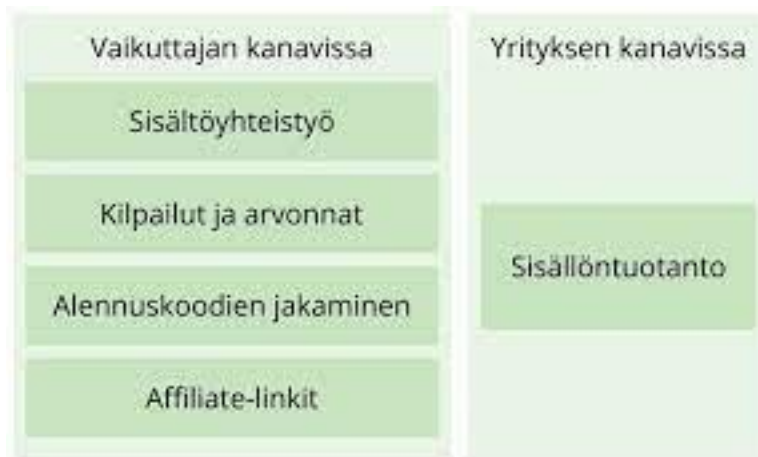 Vaikuttajan kanavissa
Sisältöyhteistyö
Kilpailut ja arvonnat
Alennuskoodien jakaminen
Affiliate-linkit
Yrityksen kanavissa
Sisällöntuotanto